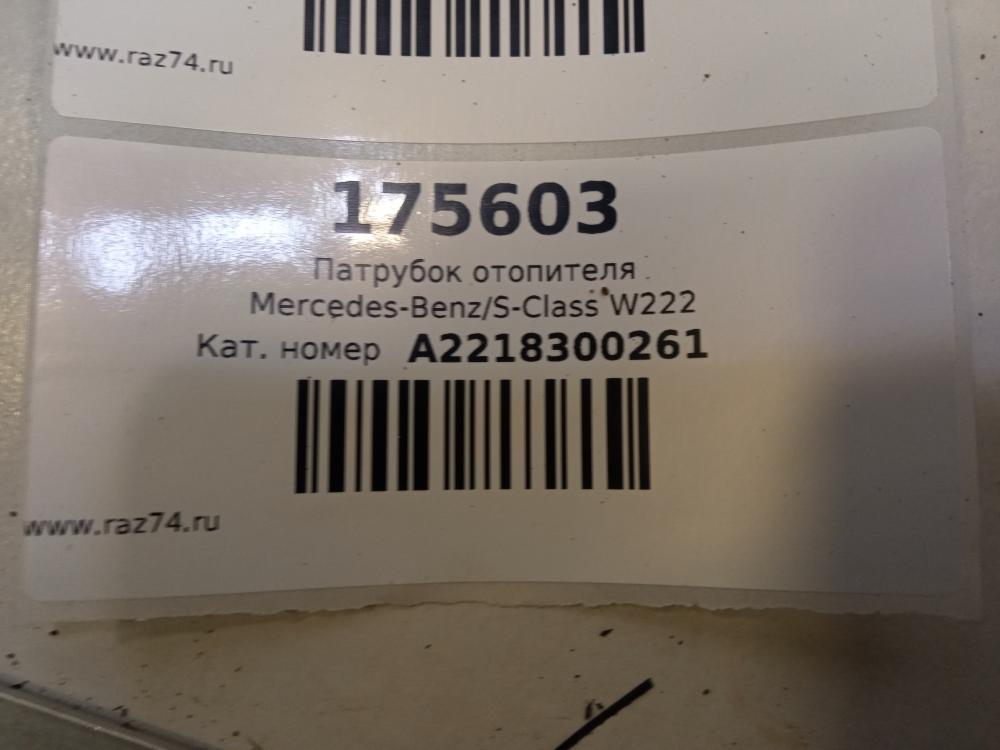 www.raz74.ru
175603
Патрубок отопителя
Mercedes-Benz/S-Class W222
Кат. номер A2218300261
www.raz74.ru